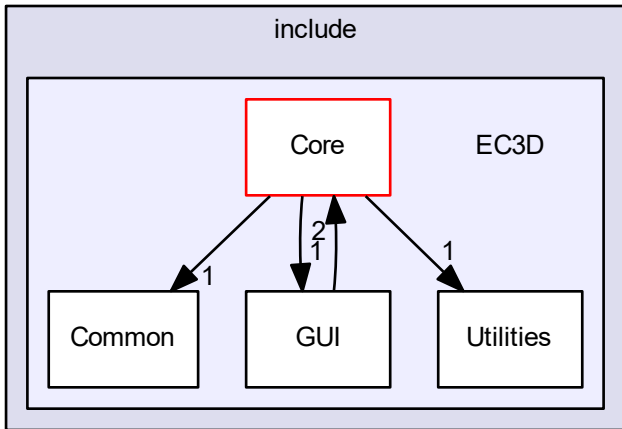 include
Core
EC3D
2
1
1
1
Common
GUI
Utilities